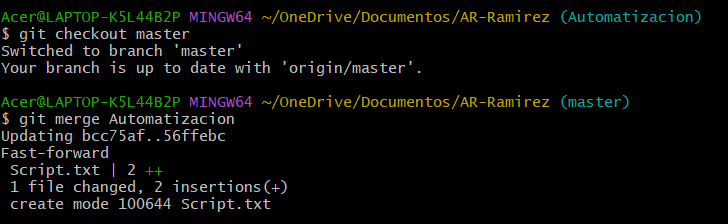 Acer@LAPTOP-K5L44B2P MINGW64 ~/OneDrive/Documentos/AR-Ramirez (Automatizacion)
$ git checkout master
Switched to branch 'master'
Your branch is up to date with 'origin/master'.
Acer@LAPTOP-K5L44B2P MINGW64 ~/OneDrive/Documentos/AR-Ramirez (master)
$ git merge Automatizacion
Updating bcc75af..56ffebc
Fast-forward
Script.txt | 2 ++
1 file changed, 2 insertions(+)
create mode 100644 Script.txt